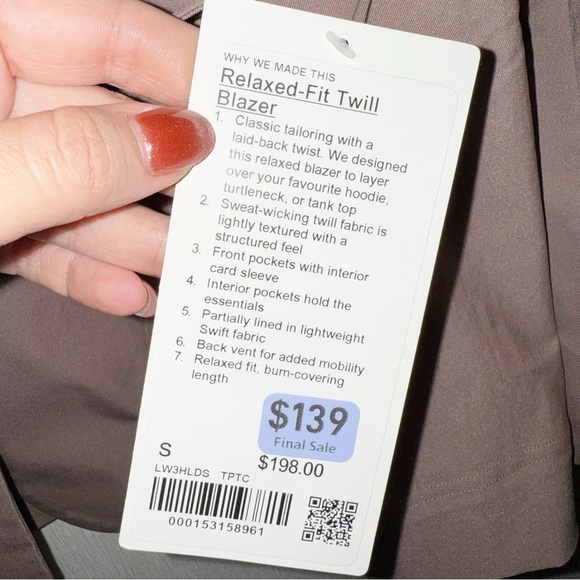 WHY WE MADE THIS
Relaxed-Fit Twill
Blazer
1. Classic tailoring with a
laid-back twist. We designed
this relaxed blazer to layer
over your favourite hoodie,
turtleneck, or tank top
2. Sweat-wicking twill fabric is
lightly textured with a
structured feel
3. Front pockets with interior
card sleeve
4. Interior pockets hold the
essentials
5. Partially lined in lightweight
Swift fabric
6. Back vent for added mobility
7. Relaxed fit, bum-covering
length
$139
Final Sale
S
$198.00
LW3HLDS TPTC
000153158961